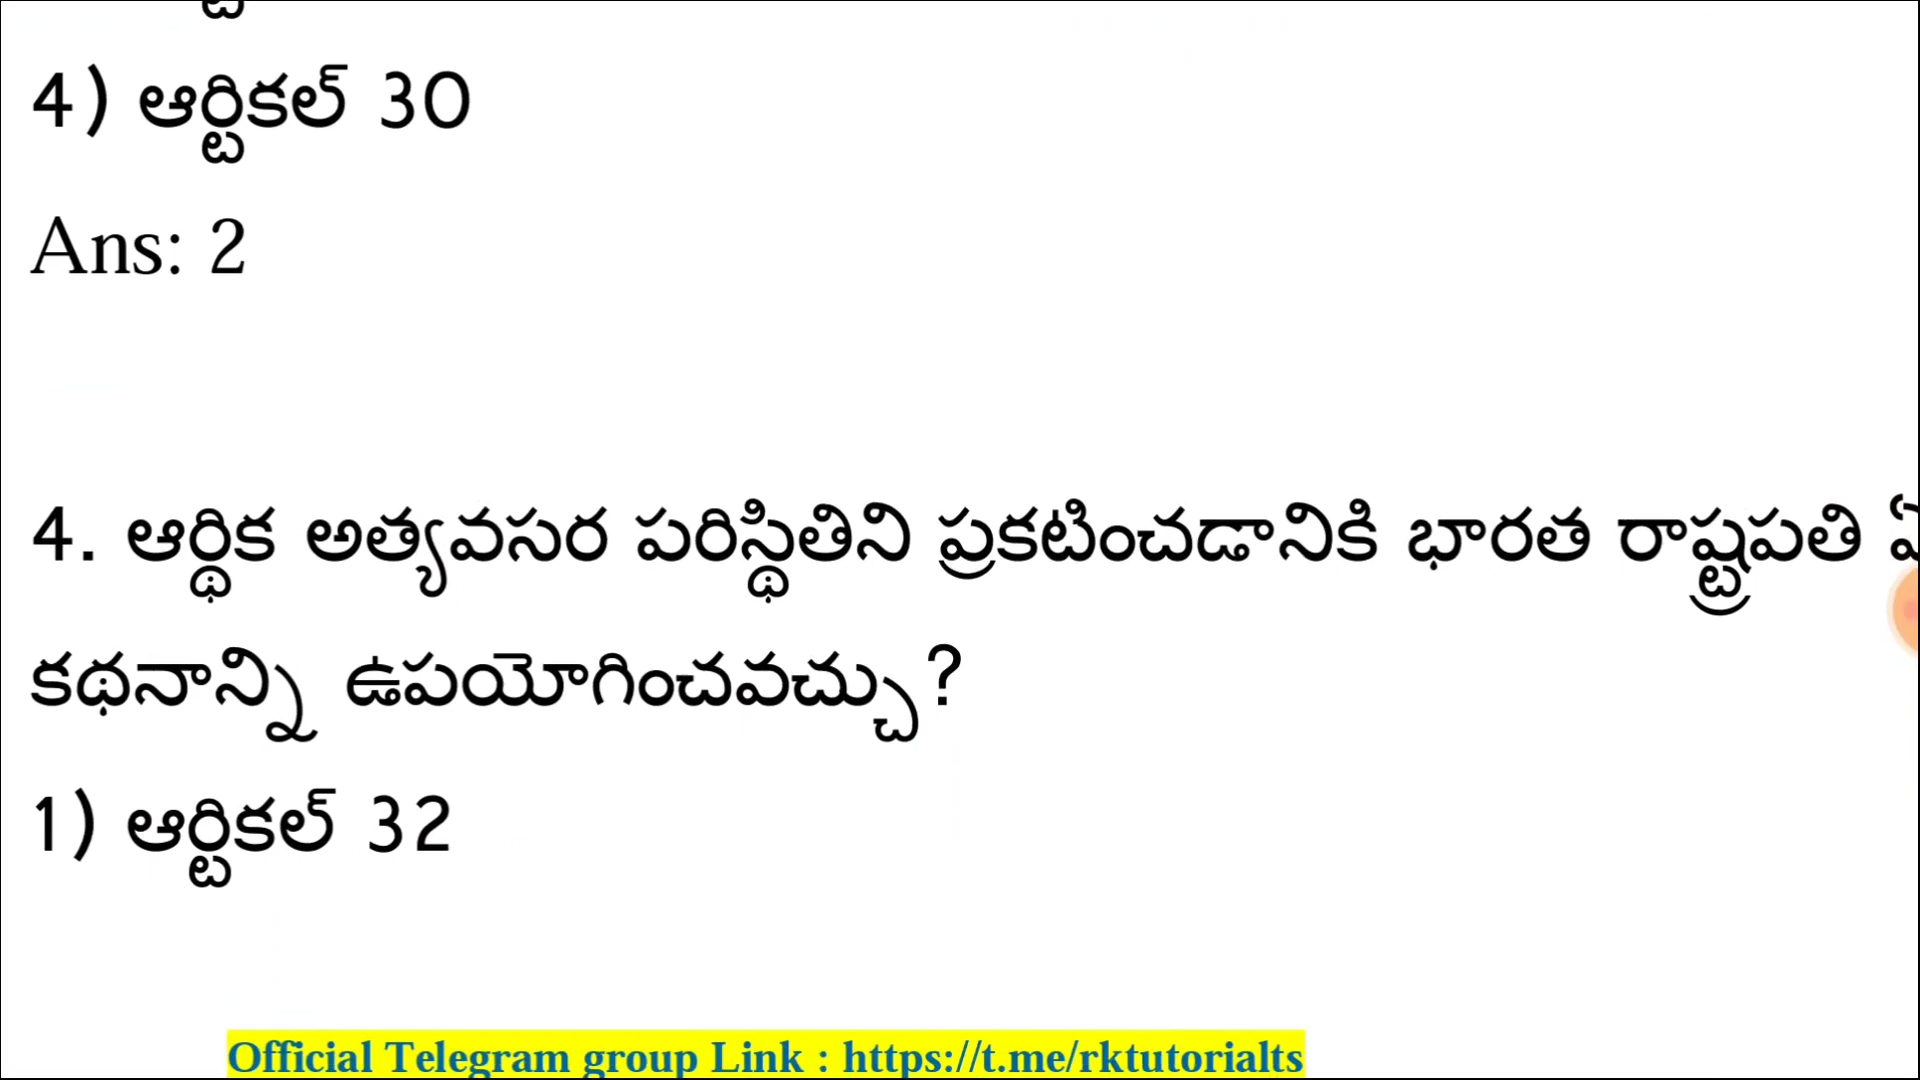 4) ఆర్టికల్ 30
Ans: 2
4. ఆర్థిక అత్యవసర పరిస్థితిని ప్రకటించడానికి భారత రాష్ట్రపతి
కథనాన్ని ఉపయోగించవచ్చు?
1) ఆర్టికల్ 32
Official Telegram group Link : https://t.me/rktutorialts